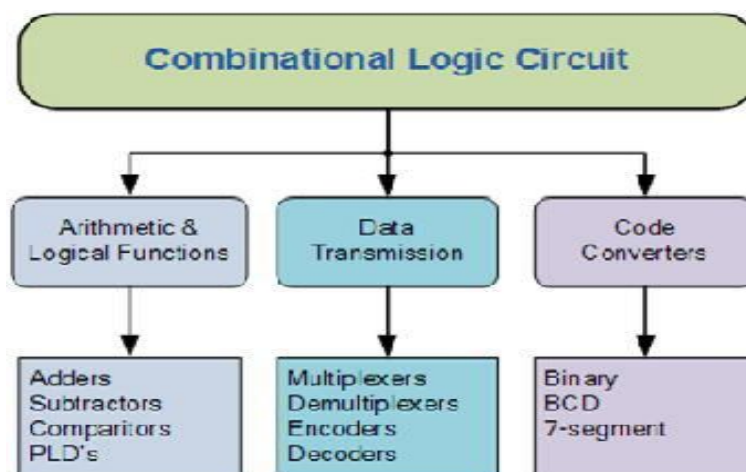 Combinational Logic Circuit
Arithmetic &
Logical Functions
Data
Transmission
Code
Converters
Adders
Subtractors
Comparitors
PLD's
Multiplexers
Demultiplexers
Encoders
Decoders
Binary
BCD
7-segment